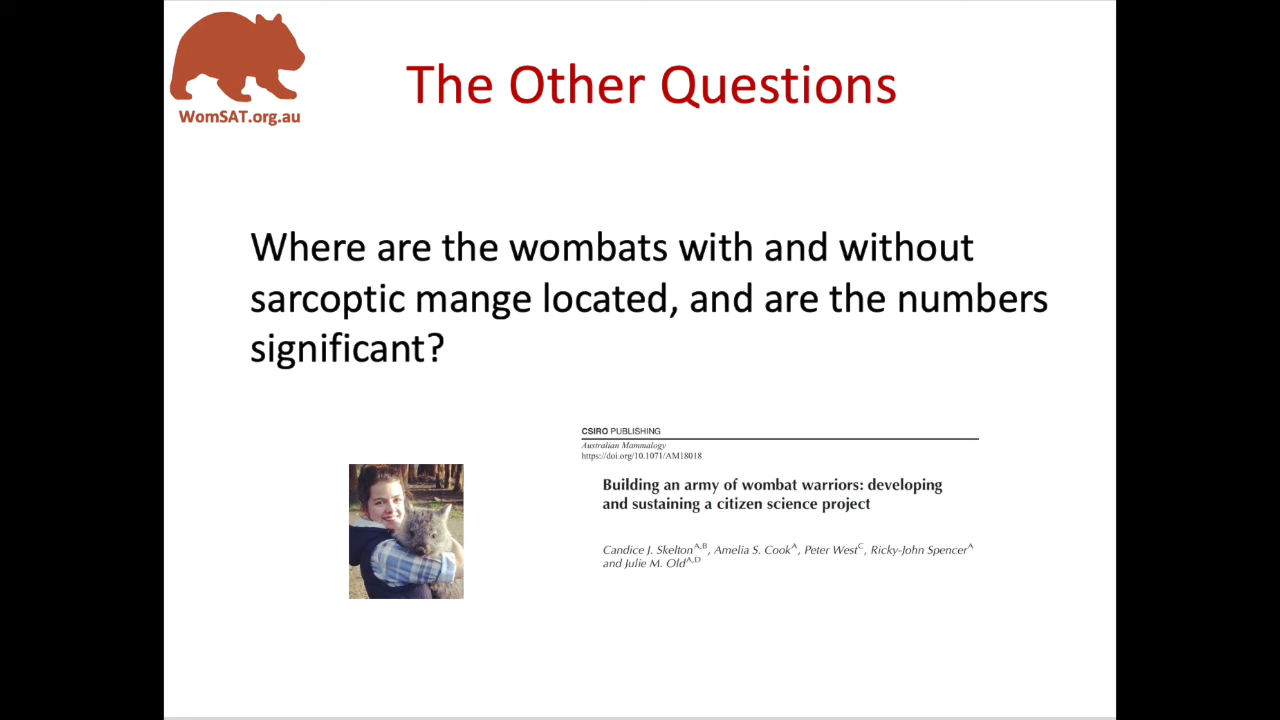 WomSAT.org.au
The Other Questions
Where are the wombats with and without
sarcoptic mange located, and are the numbers
significant?
CSIRO PUBLISHING
Australian Mammalogy
https://doi.org/10.1071/AM18018
Building an army of wombat warriors: developing
and sustaining a citizen science project
Candice J. Skelton^A,B, Amelia S. Cook^A, Peter West^C, Ricky-John Spencer^A
and Julie M. Old^A,D